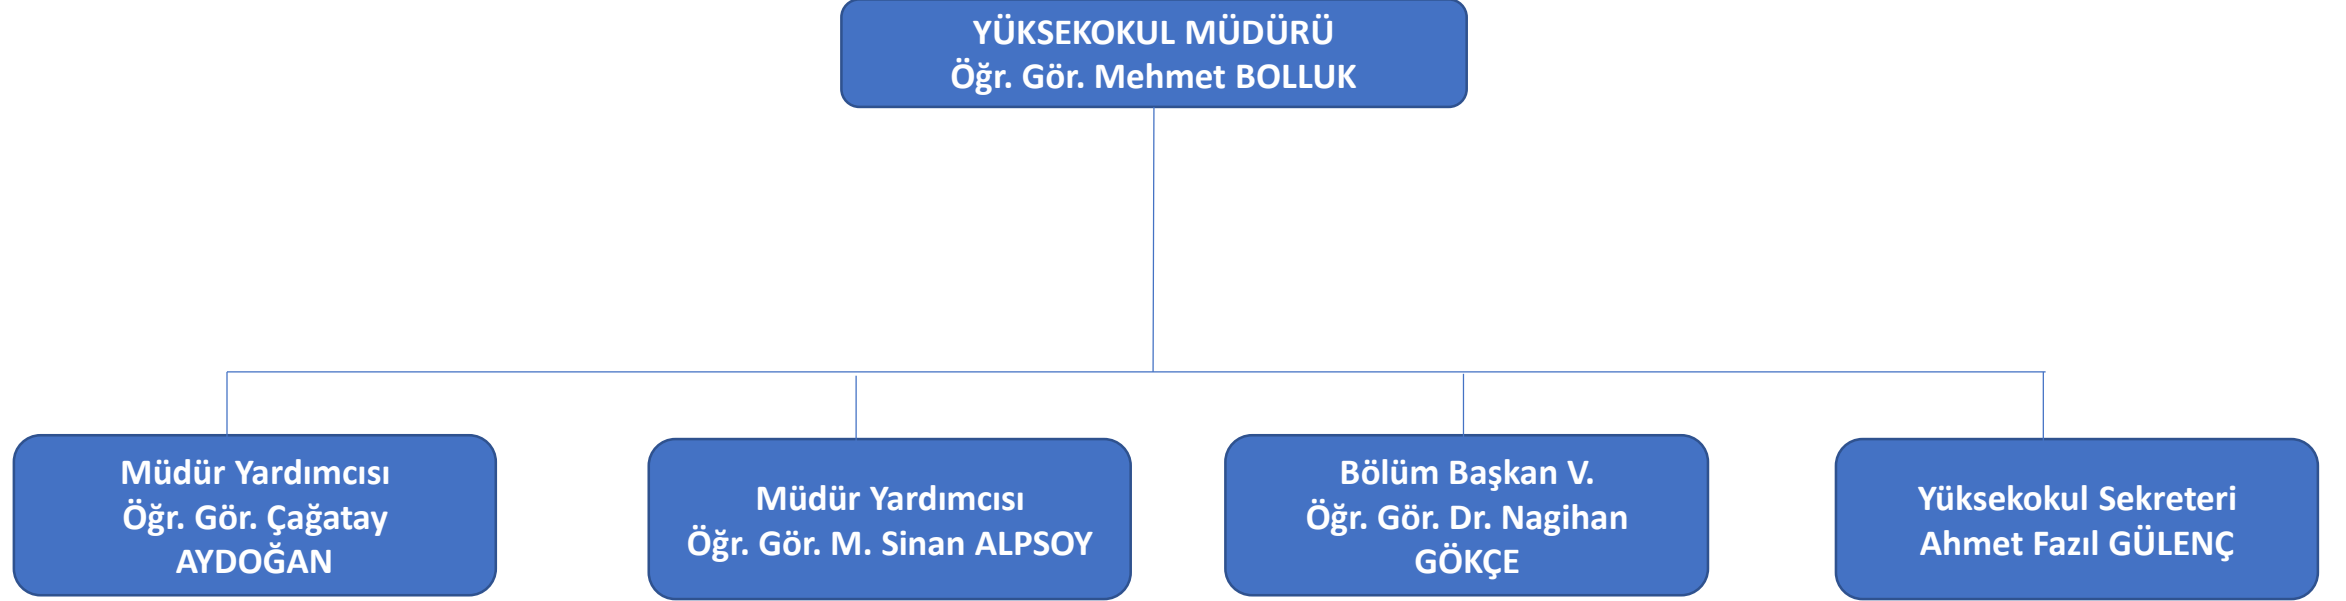 YÜKSEKOKUL MÜDÜRÜ
Öğr. Gör. Mehmet BOLLUK
Müdür Yardımcısı
Öğr. Gör. Çağatay
AYDOĞAN
Müdür Yardımcısı
Öğr. Gör. M. Sinan ALPSOY
Bölüm Başkan V.
Öğr. Gör. Dr. Nagihan
GÖKÇE
Yüksekokul Sekreteri
Ahmet Fazıl GÜLENÇ